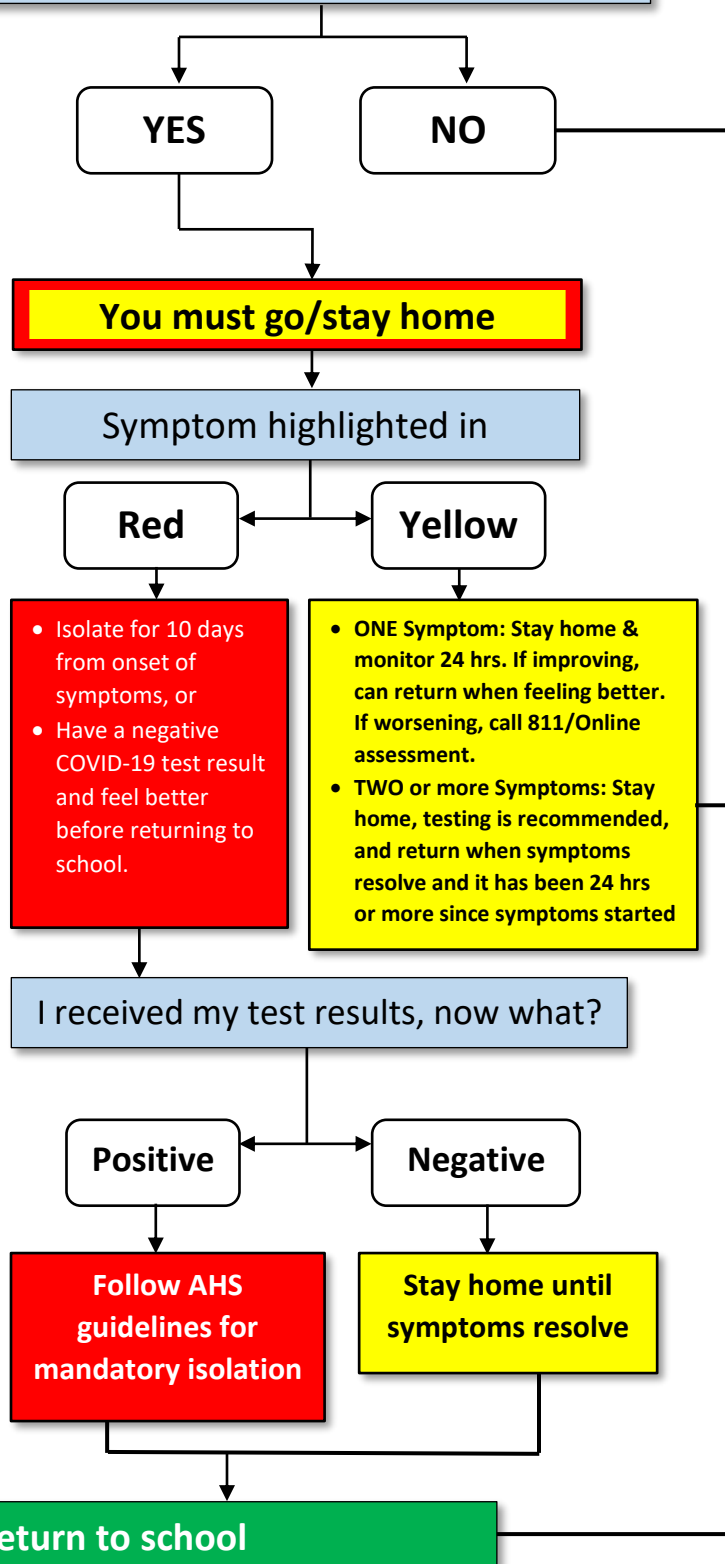 YES
NO
You must go/stay home
Symptom highlighted in
Red
Yellow
• Isolate for 10 days
from onset of
symptoms, or
• Have a negative
COVID-19 test result
and feel better
before returning to
school.
• ONE Symptom: Stay home &
monitor 24 hrs. If improving,
can return when feeling better.
If worsening, call 811/Online
assessment.
• TWO or more Symptoms: Stay
home, testing is recommended,
and return when symptoms
resolve and it has been 24 hrs
or more since symptoms started
I received my test results, now what?
Positive
Negative
Follow AHS
guidelines for
mandatory isolation
Stay home until
symptoms resolve
eturn to school